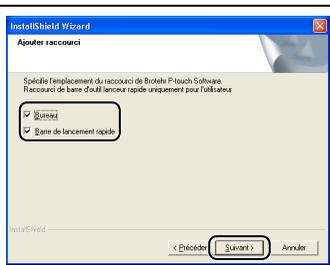 InstallShield Wizard
Ajouter raccourci
Spécifie l'emplacement du raccourci de Brotehr P-touch Software.
Raccourci de barre d'outil lanceur rapide uniquement pour l'utilisateur
Bureau
Barre de lancement rapide
InstallShield
< Précéder
Suivant >
Annuler